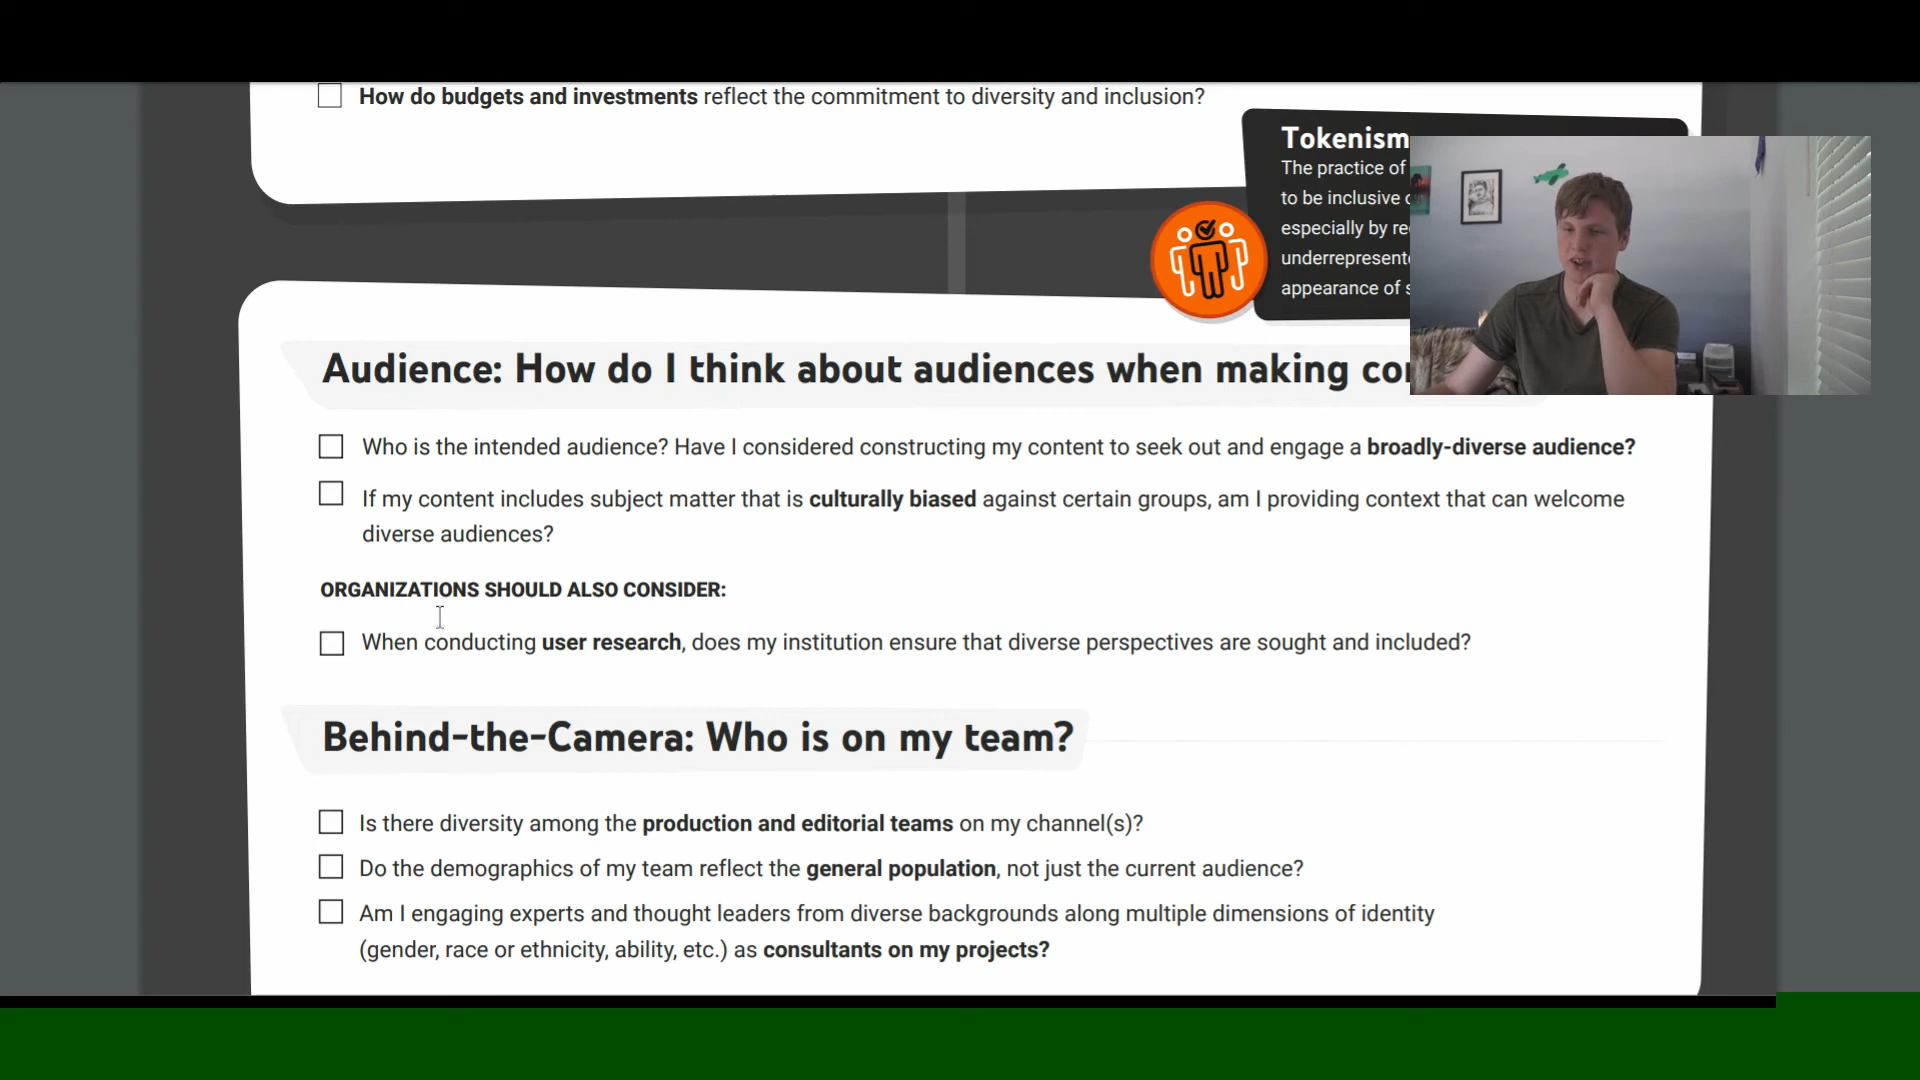 How do budgets and investments reflect the commitment to diversity and inclusion?
Tokenism
The practice of
to be inclusive
especially by
appearance of
Audience: How do I think about audiences when making
Who is the intended audience? Have I considered constructing my content to seek out and engage a broadly-diverse audience?
If my content includes subject matter that is culturally biased against certain groups, am I providing context that can welcome
diverse audiences?
ORGANIZATIONS SHOULD ALSO CONSIDER:
When conducting user research, does my institution ensure that diverse perspectives are sought and included?
Behind-the-Camera: Who is on my team?
Is there diversity among the production and editorial teams on my channel(s)?
Do the demographics of my team reflect the general population, not just the current audience?
Am I engaging experts and thought leaders from diverse backgrounds along multiple dimensions of identity
(gender, race or ethnicity, ability, etc.) as consultants on my projects?